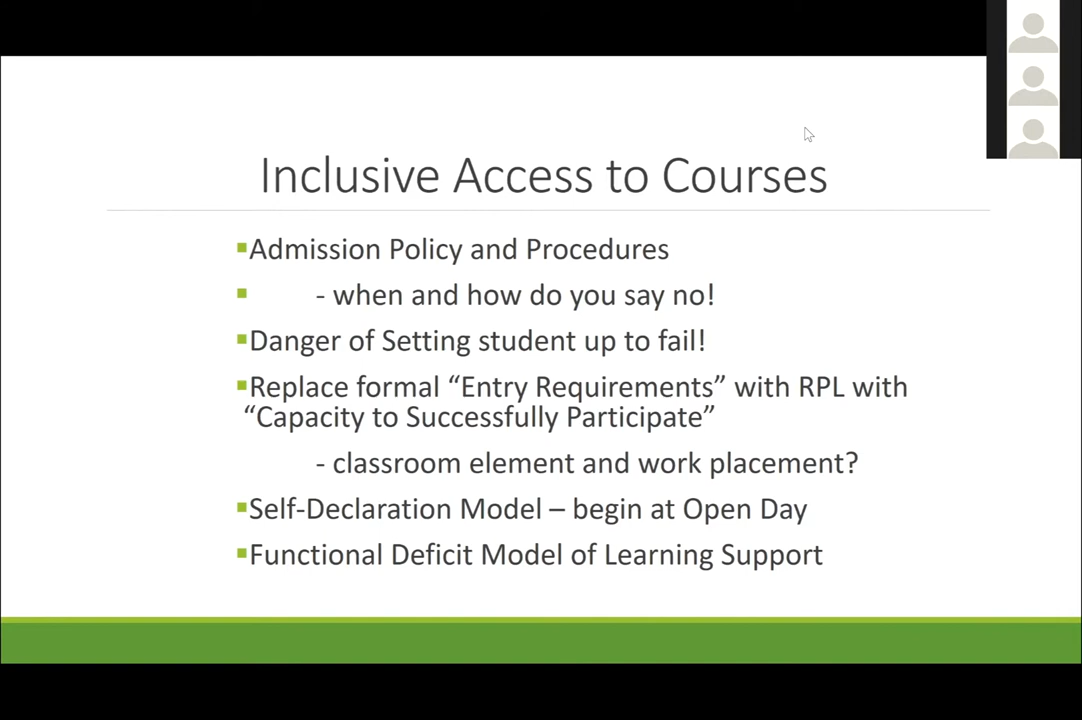 Inclusive Access to Courses
▪Admission Policy and Procedures
▪ - when and how do you say no!
▪Danger of Setting student up to fail!
▪Replace formal “Entry Requirements” with RPL with
“Capacity to Successfully Participate”
- classroom element and work placement?
▪Self-Declaration Model – begin at Open Day
▪Functional Deficit Model of Learning Support